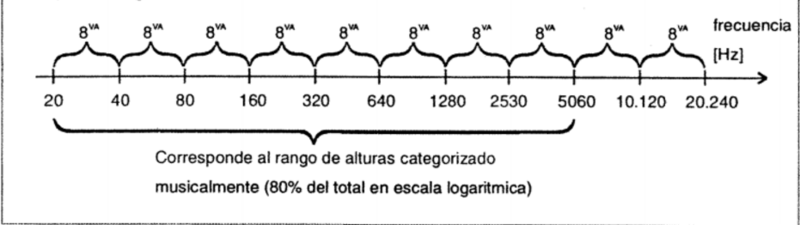 8VA 8VA 8VA 8VA 8VA 8VA 8VA 8VA 8VA 8VA frecuencia
[Hz]
20 40 80 160 320 640 1280 2530 5060 10.120 20.240
Corresponde al rango de alturas categorizado
musicalmente (80% del total en escala logaritmica)